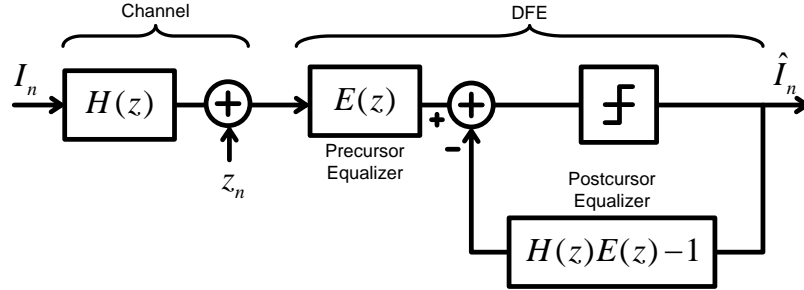 Channel
DFE
I_n
H(z)
+
z_n
E(z)
Precursor
Equalizer
+
+
−
Î_n
Postcursor
Equalizer
H(z)E(z)−1